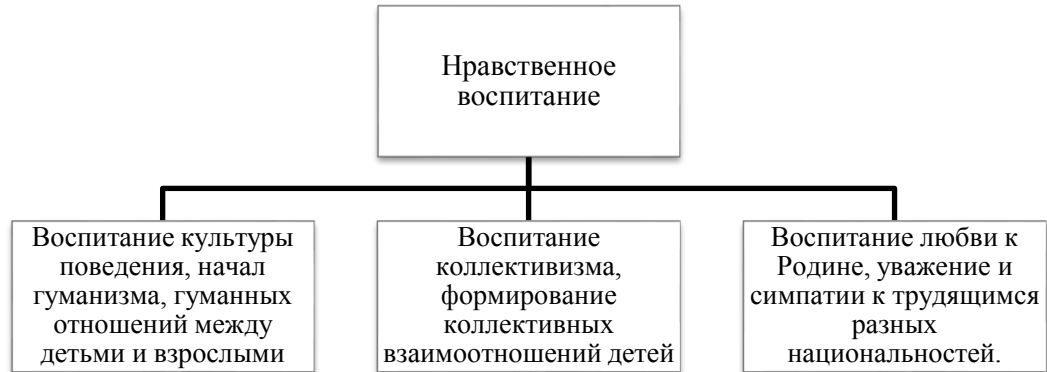 Нравственное
воспитание
Воспитание культуры
поведения, начал
гуманизма, гуманных
отношений между
детьми и взрослыми
Воспитание
коллективизма,
формирование
коллективных
взаимоотношений детей
Воспитание любви к
Родине, уважение и
симпатии к трудящимся
разных
национальностей.